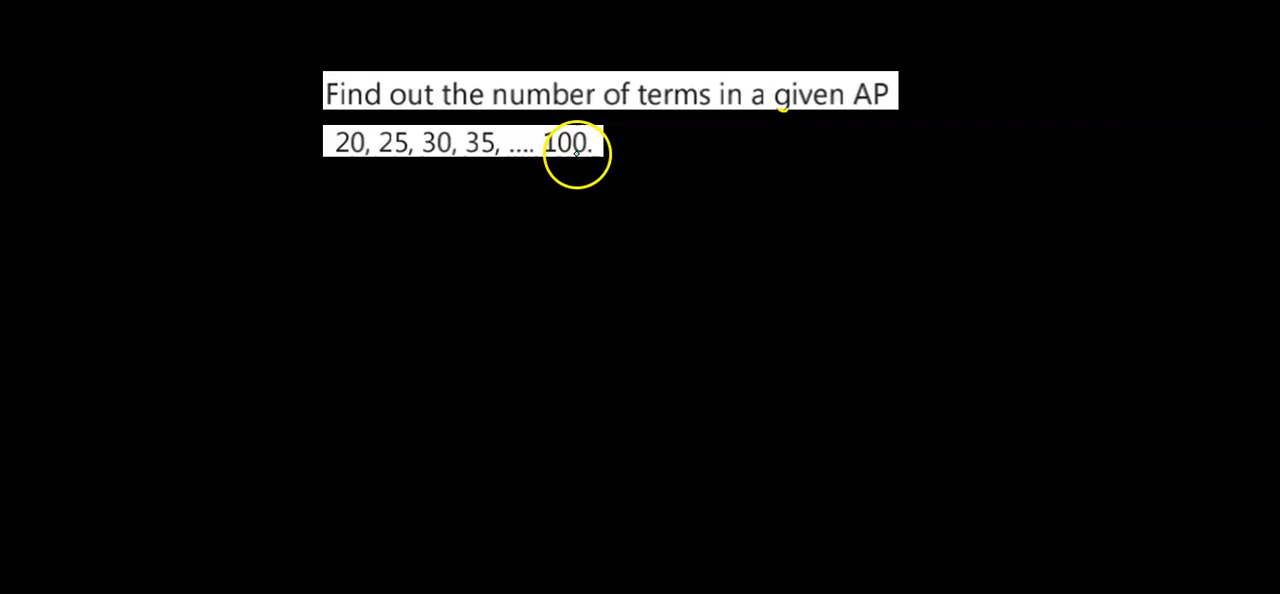 Find out the number of terms in a given AP
20, 25, 30, 35, .... 100.